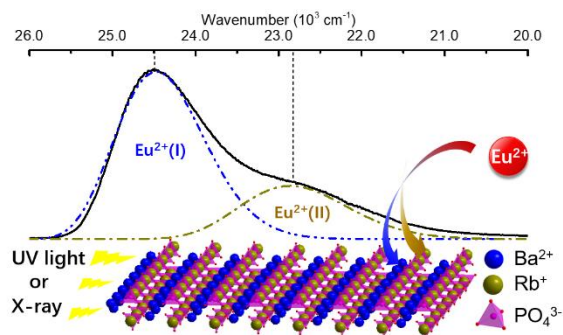 Wavenumber (10³ cm⁻¹)
26.0 25.0 24.0 23.0 22.0 21.0 20.0
Eu²⁺(I)
Eu²⁺(II)
Eu²⁺
UV light
or
X-ray
Ba²⁺
Rb⁺
PO₄³⁻